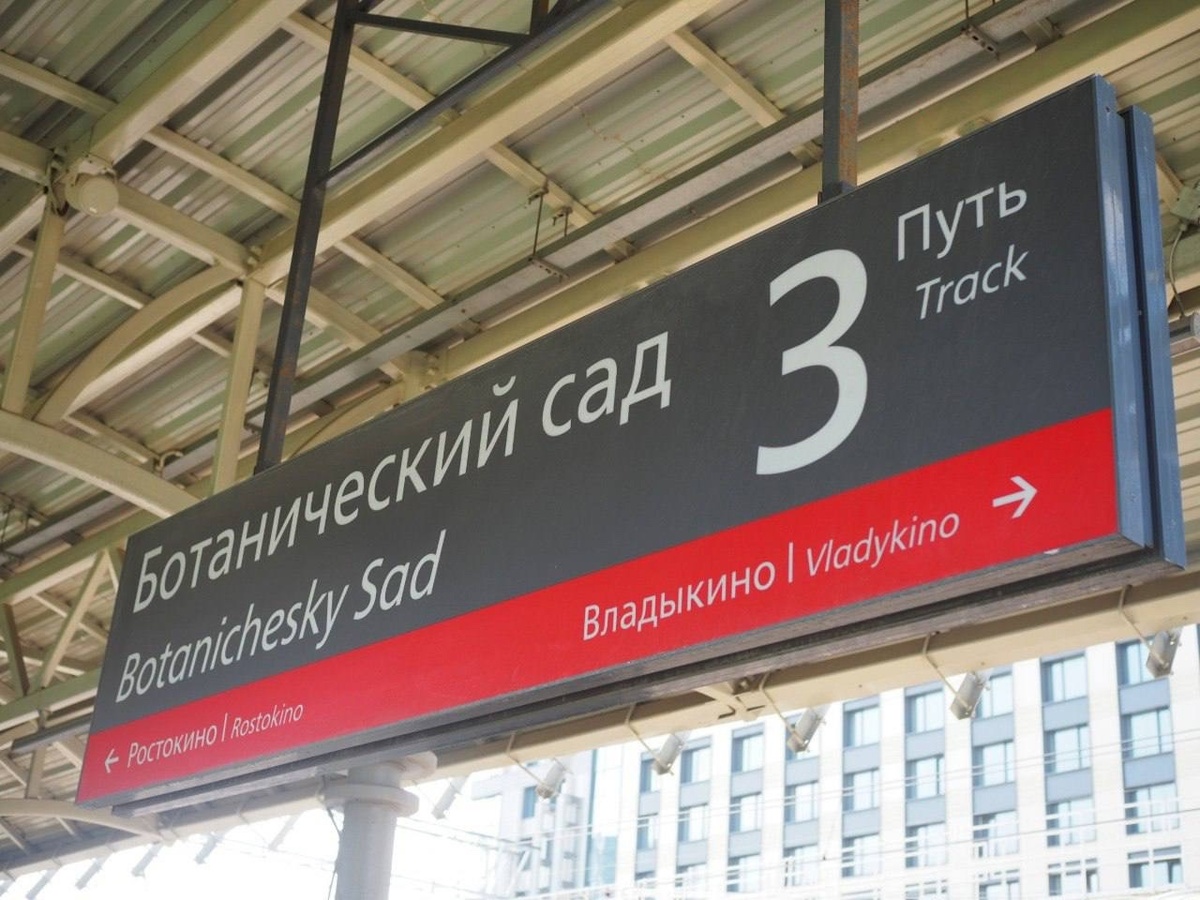 Ботанический сад
Botanichesky Sad
3
Путь
Track
← Ростокино | Rostokino
Владыкино | Vladykino →